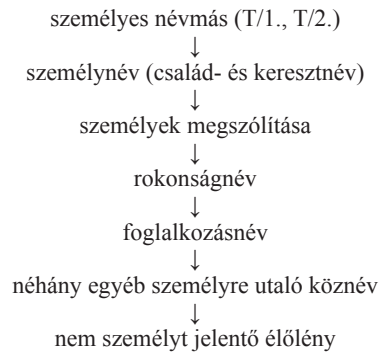 személyes névmás (T/1., T/2.)
↓
személynév (család- és keresztnév)
↓
személyek megszólítása
↓
rokonságnév
↓
foglalkozásnév
↓
néhány egyéb személyre utaló köznév
↓
nem személyt jelentő élőlény